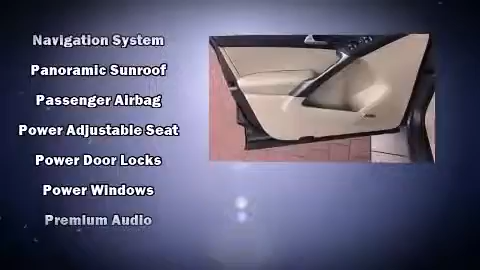 Navigation System
Panoramic Sunroof
Passenger Airbag
Power Adjustable Seat
Power Door Locks
Power Windows
Premium Audio